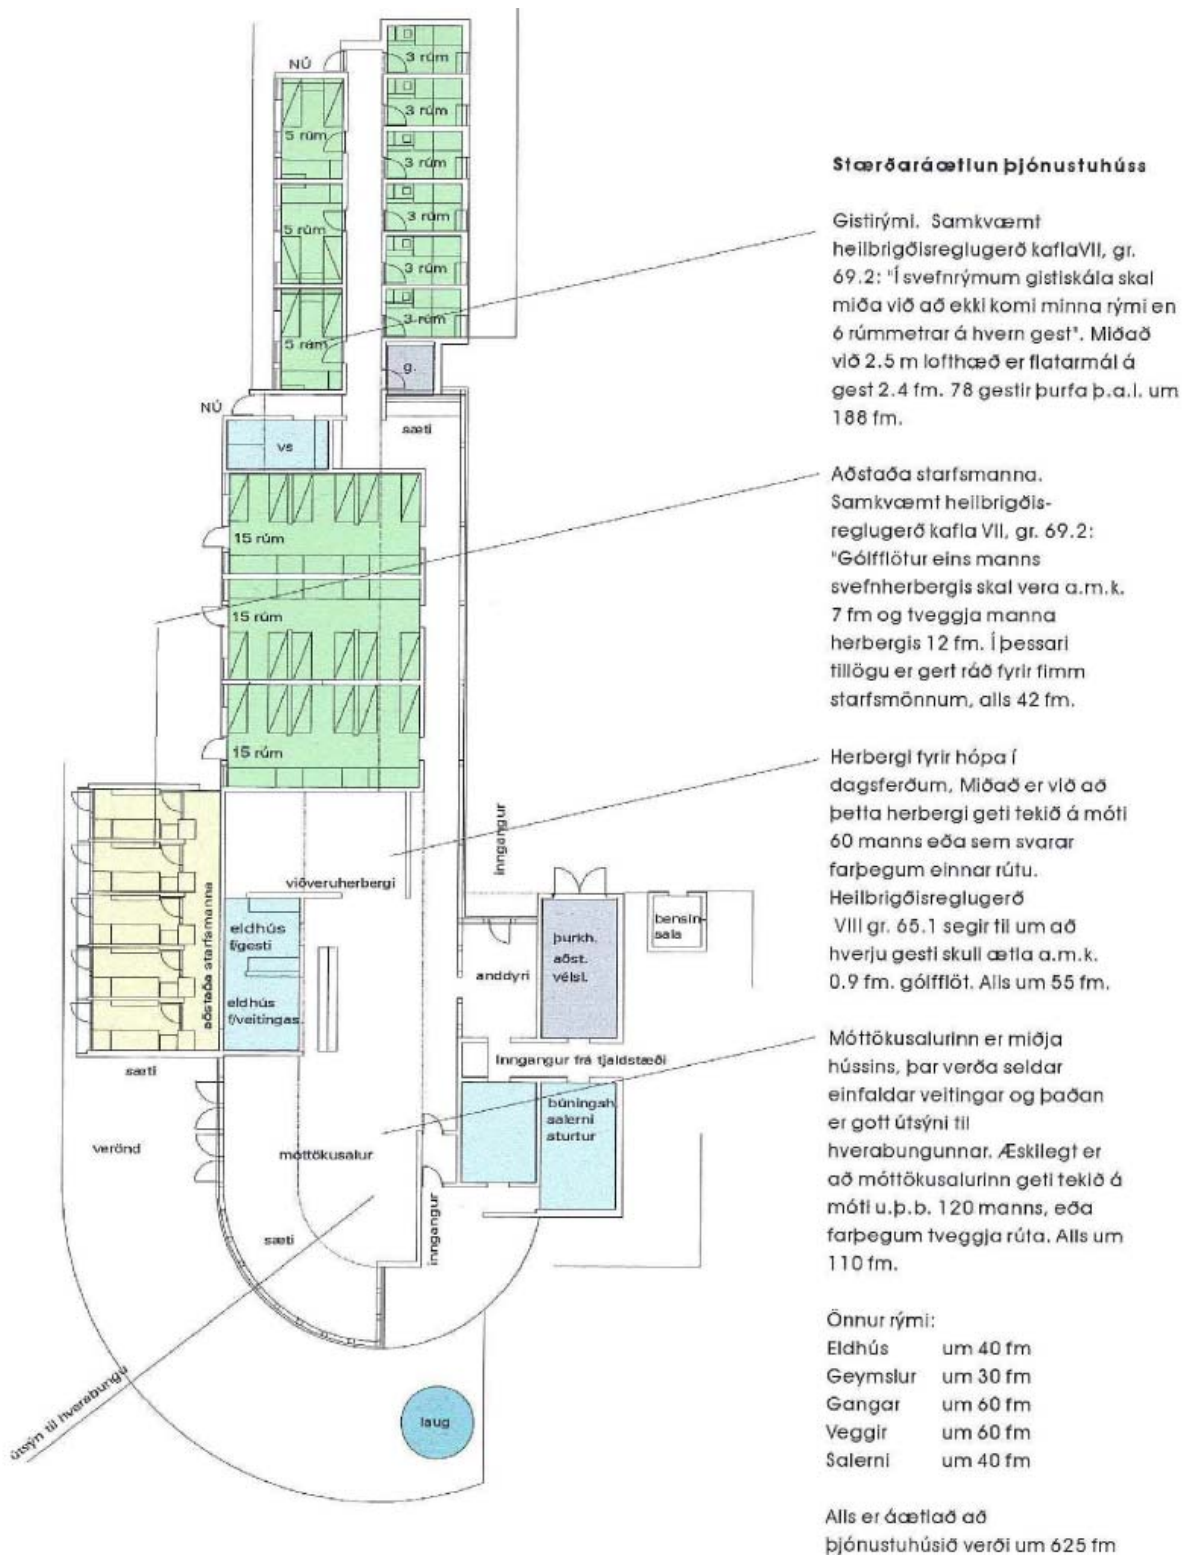 3 rúm
NÚ
3 rúm
5 rúm
3 rúm
3 rúm
5 rúm
3 rúm
3 rúm
5 rúm
g.
NÚ
sæti
vs
15 rúm
15 rúm
15 rúm
inngangur
viðveruherbergi
aðstaða starfsmanna
eldhús
f/gesti
eldhús
f/veitingas.
anddyri
þurkh.
aðst.
vélsl.
bensín-
sala
Inngangur frá tjaldstæði
sæti
búningsh.
salerni
sturtur
verönd
móttökusalur
sæti
inngangur
útsýn til hverabungu
laug
Stærðaráætlun þjónustuhúss
Gistirými. Samkvæmt
heilbrigðisreglugerð kaflaVII, gr.
69.2: "Í svefnrýmum gistiskála skal
miða við að ekki komi minna rými en
6 rúmmetrar á hvern gest". Miðað
við 2.5 m lofthæð er flatarmál á
gest 2.4 fm. 78 gestir þurfa þ.a.l. um
188 fm.
Aðstaða starfsmanna.
Samkvæmt heilbrigðis-
reglugerð kafla VII, gr. 69.2:
"Gólfflötur eins manns
svefnherbergis skal vera a.m.k.
7 fm og tveggja manna
herbergis 12 fm. Í þessari
tillögu er gert ráð fyrir fimm
starfsmönnum, alls 42 fm.
Herbergi fyrir hópa í
dagsferðum, Miðað er við að
þetta herbergi geti tekið á móti
60 manns eða sem svarar
farþegum einnar rútu.
Heilbrigðisreglugerð
VIII gr. 65.1 segir til um að
hverju gesti skull ætla a.m.k.
0.9 fm. gólfflöt. Alls um 55 fm.
Móttökusalurinn er miðja
hússins, þar verða seldar
einfaldar veitingar og þaðan
er gott útsýni til
hverabungunnar. Æskilegt er
að móttökusalurinn geti tekið á
móti u.þ.b. 120 manns, eða
farþegum tveggja rúta. Alls um
110 fm.
Önnur rými:
Eldhús um 40 fm
Geymslur um 30 fm
Gangar um 60 fm
Veggir um 60 fm
Salerni um 40 fm
Alls er áætlað að
þjónustuhúsið verði um 625 fm